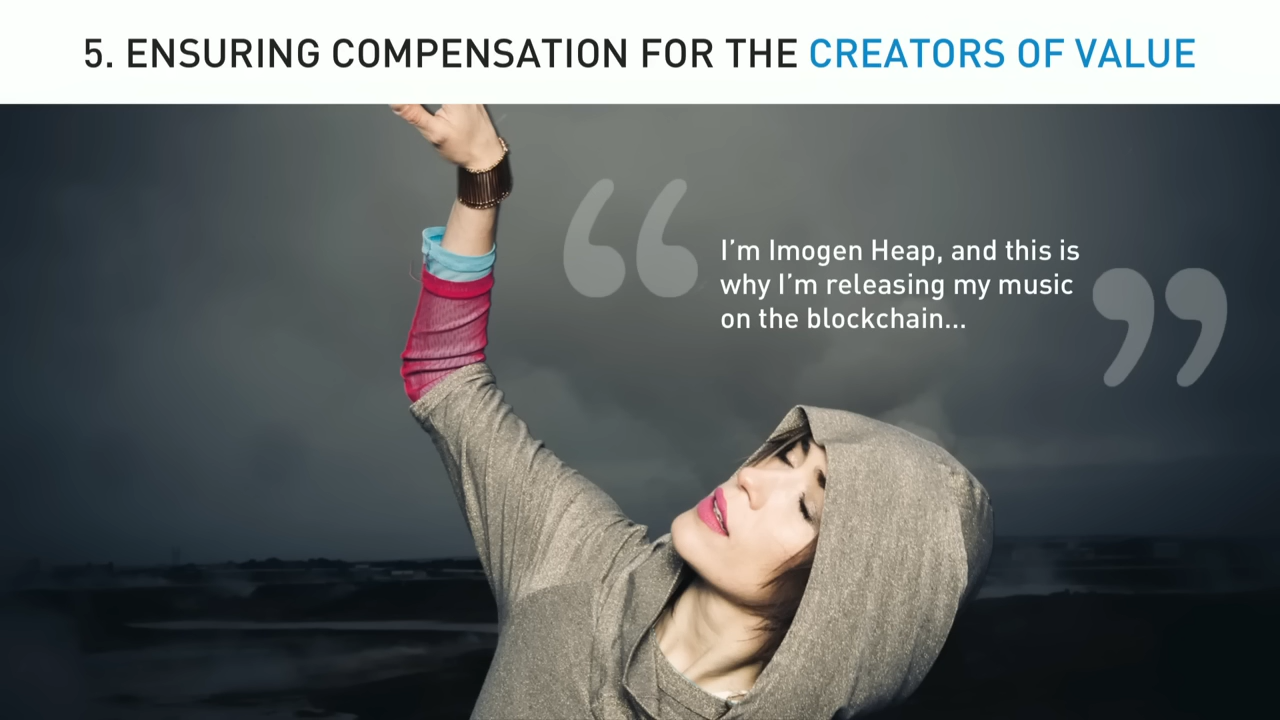 5. ENSURING COMPENSATION FOR THE CREATORS OF VALUE
“
I’m Imogen Heap, and this is
why I’m releasing my music
on the blockchain...
”